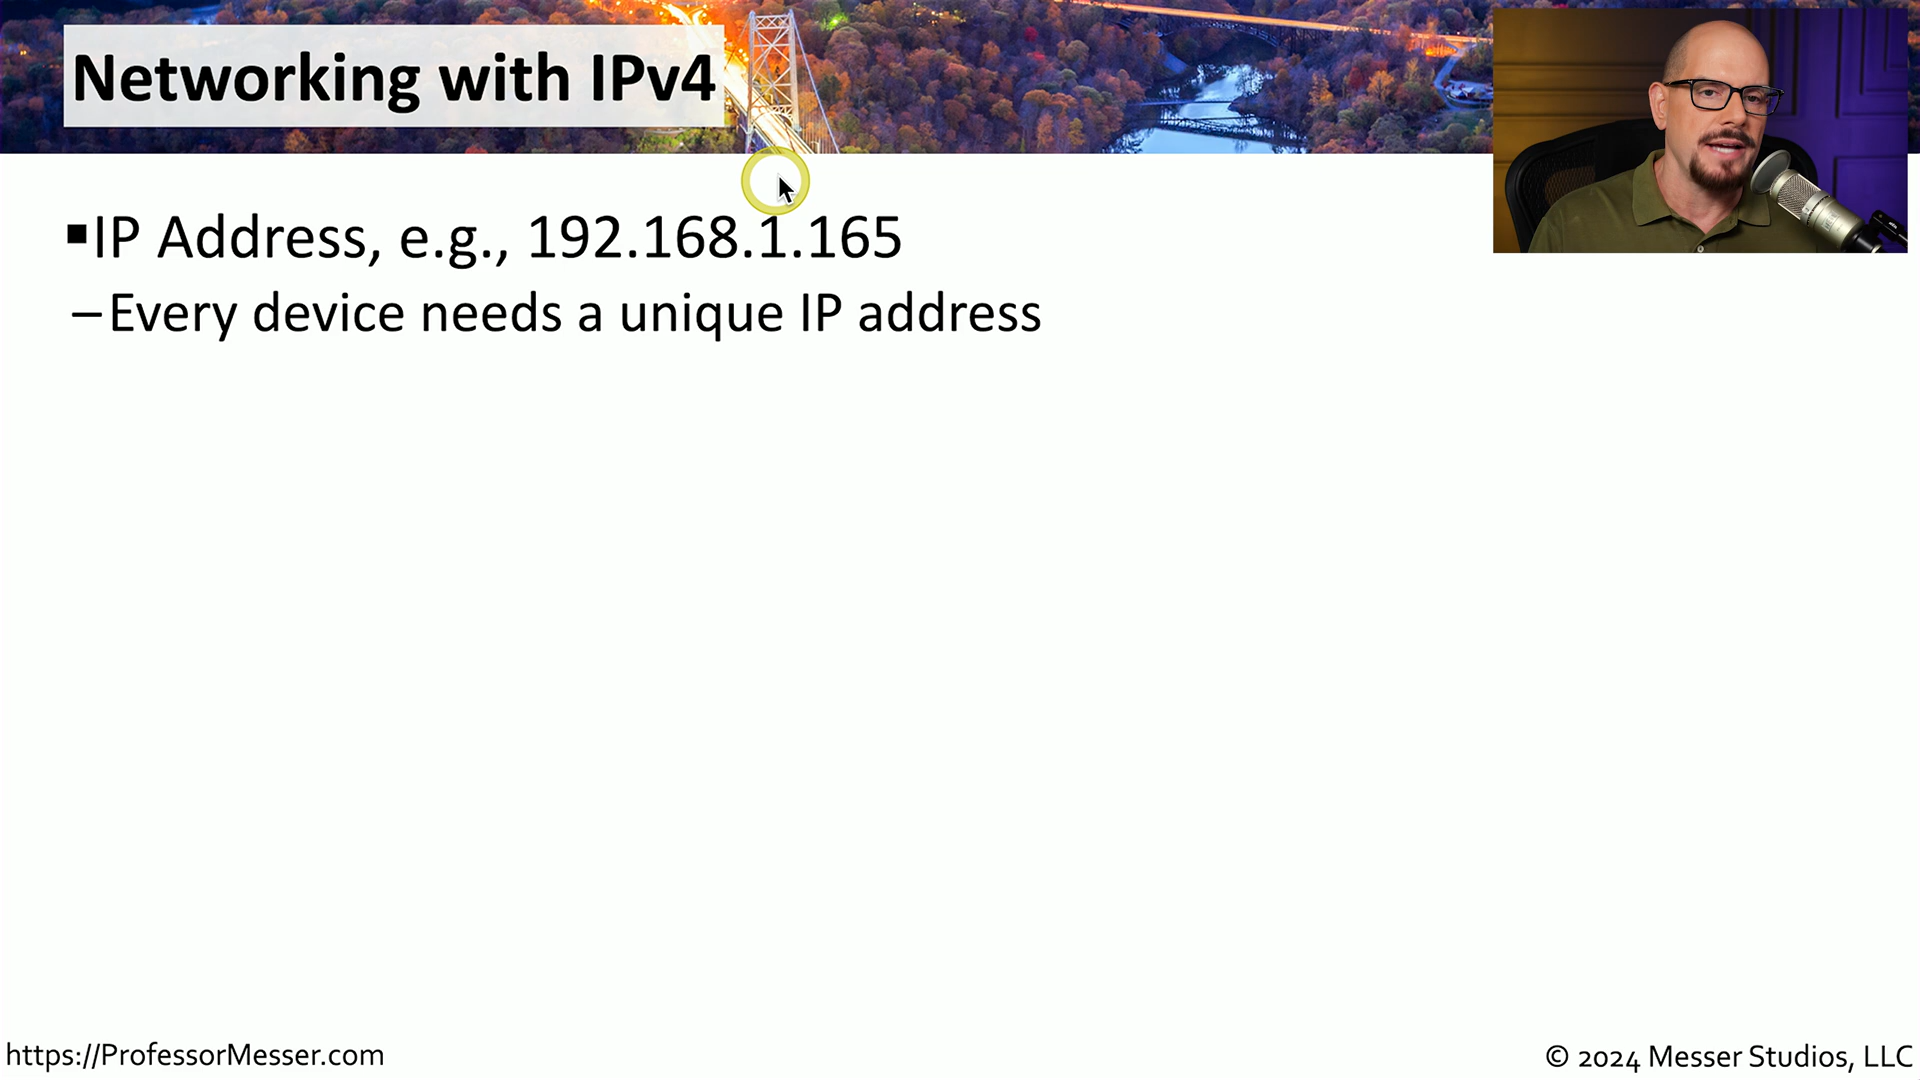 Networking with IPv4
▪IP Address, e.g., 192.168.1.165
–Every device needs a unique IP address
https://ProfessorMesser.com
© 2024 Messer Studios, LLC